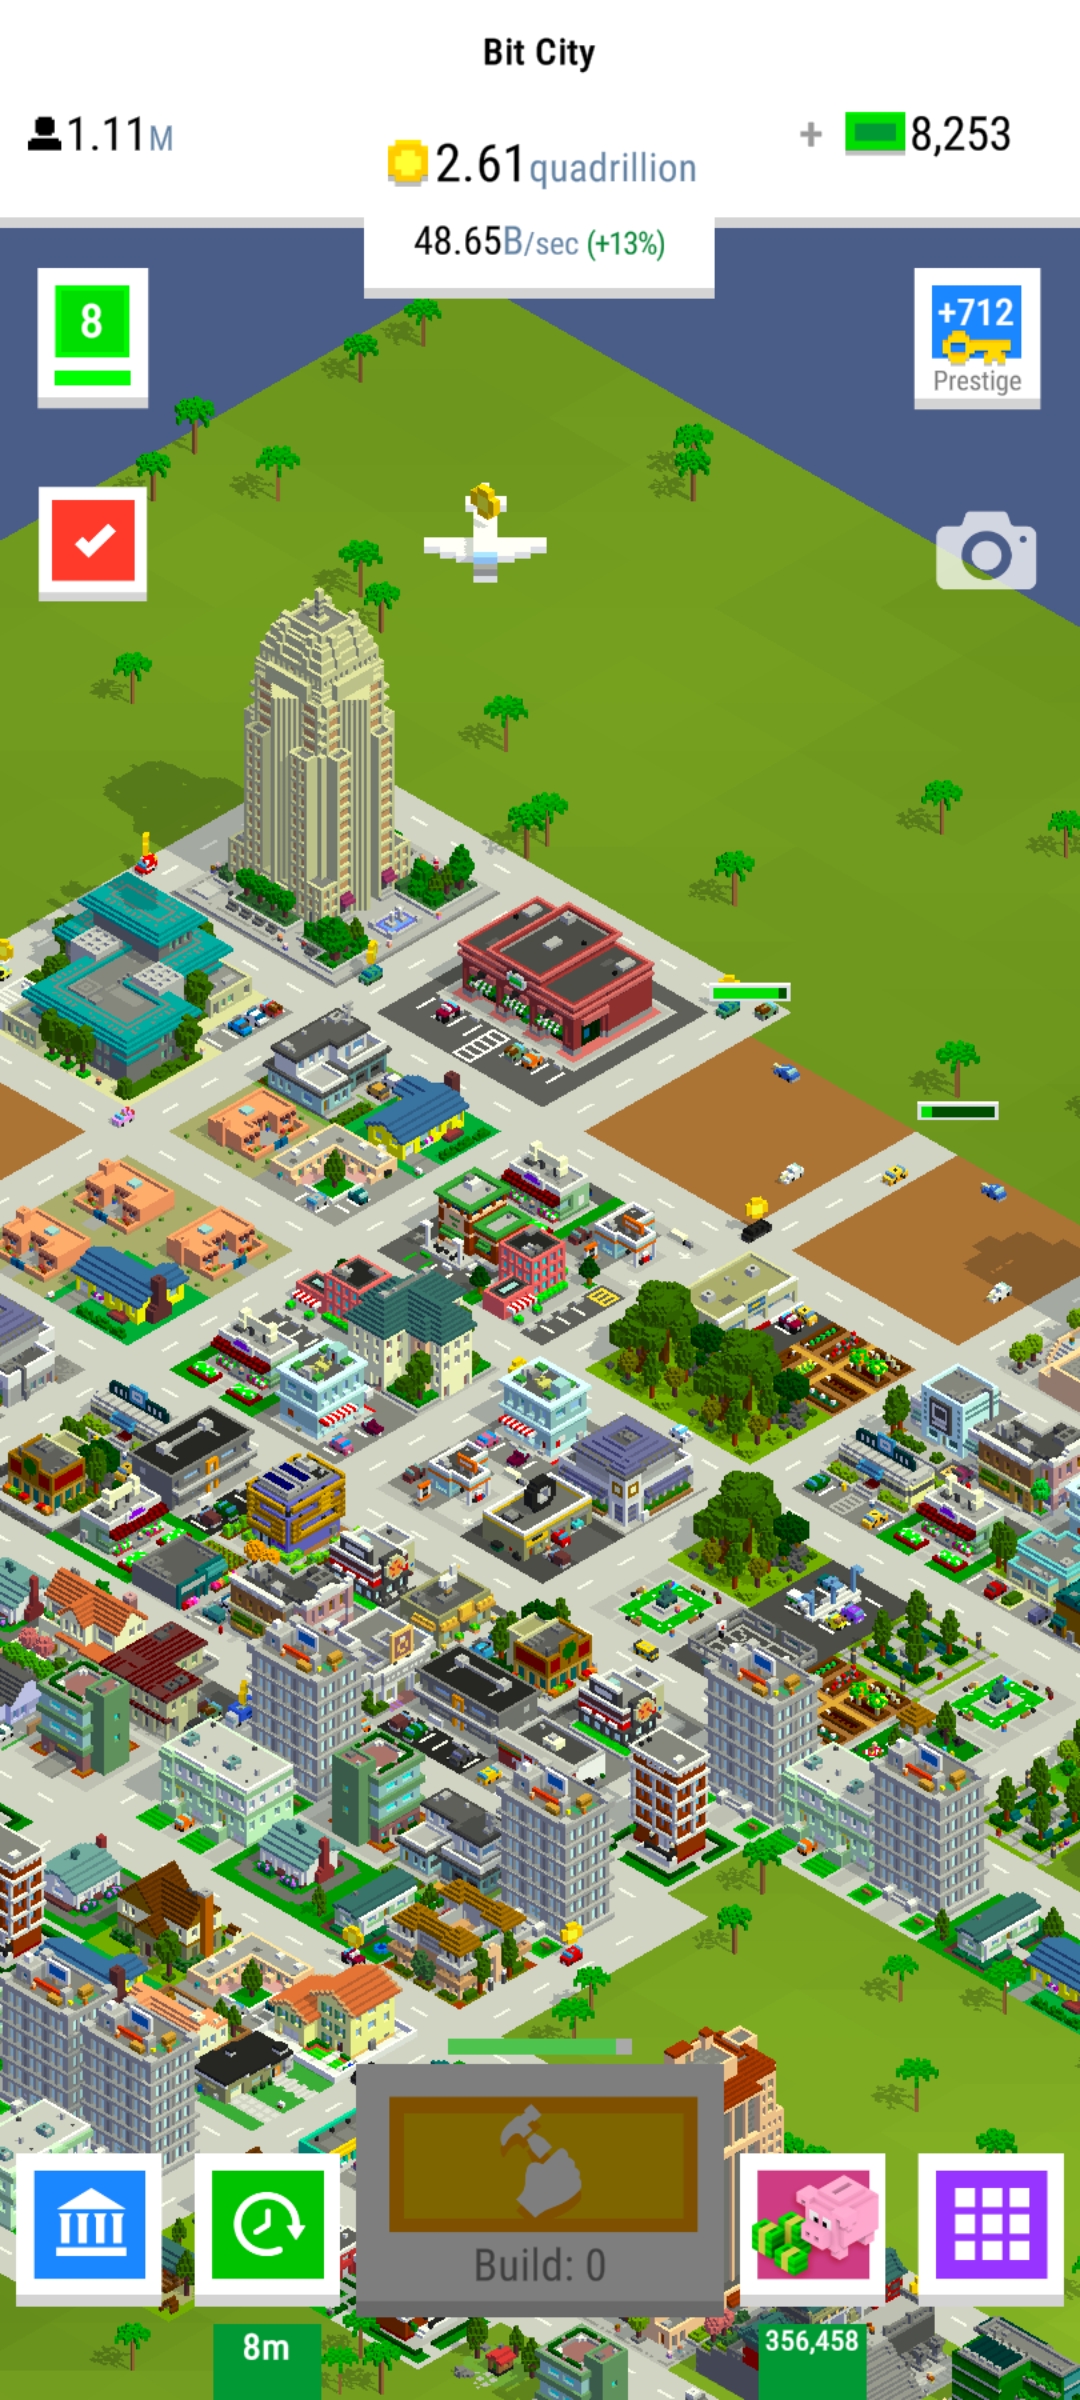 Bit City
1.11M
2.61quadrillion
+ 8,253
48.65B/sec (+13%)
8
+712
Prestige
Build: 0
8m
356,458